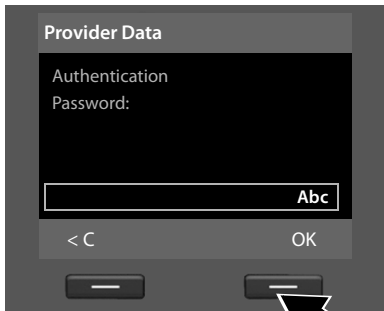 Provider Data
Authentication
Password:
Abc
< C OK